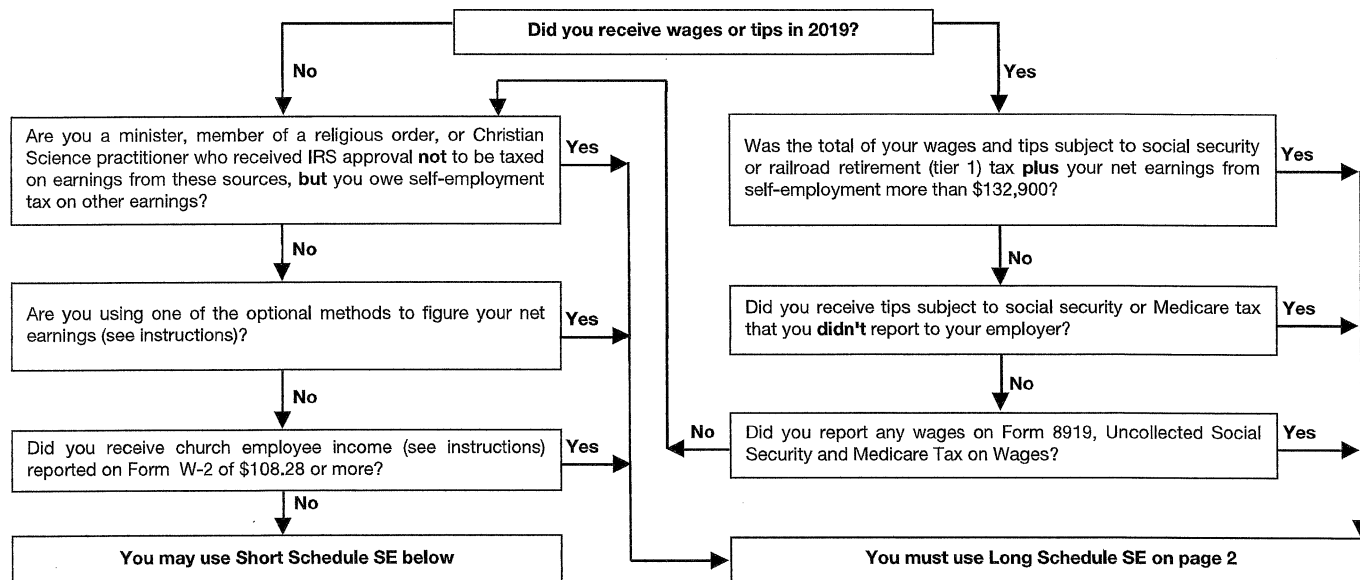 Did you receive wages or tips in 2019?
No
Yes
Are you a minister, member of a religious order, or Christian
Science practitioner who received IRS approval not to be taxed
on earnings from these sources, but you owe self-employment
tax on other earnings?
Yes
Was the total of your wages and tips subject to social security
or railroad retirement (tier 1) tax plus your net earnings from
self-employment more than $132,900?
Yes
No
No
Are you using one of the optional methods to figure your net
earnings (see instructions)?
Yes
Did you receive tips subject to social security or Medicare tax
that you didn't report to your employer?
Yes
No
No
Did you receive church employee income (see instructions)
reported on Form W-2 of $108.28 or more?
Yes
No
Did you report any wages on Form 8919, Uncollected Social
Security and Medicare Tax on Wages?
Yes
No
You may use Short Schedule SE below
You must use Long Schedule SE on page 2